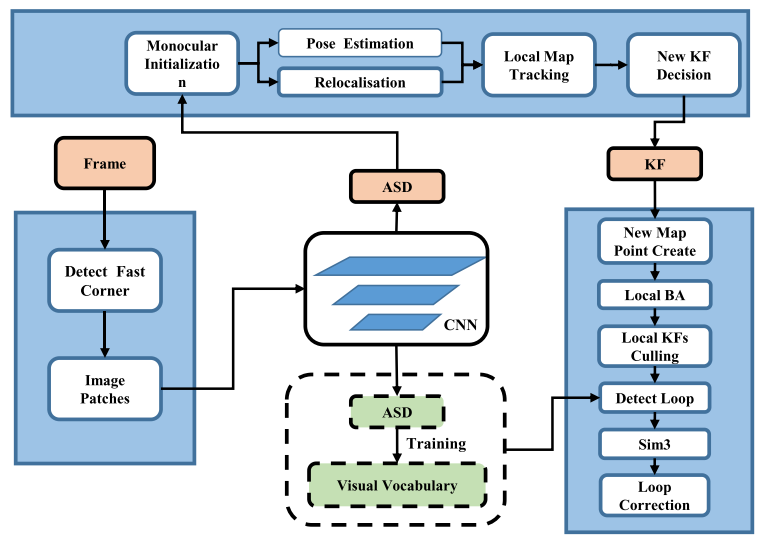 Monocular
Initializatio
n
Pose Estimation
Relocalisation
Local Map
Tracking
New KF
Decision
Frame
ASD
KF
Detect Fast
Corner
Image
Patches
CNN
ASD
Training
Visual Vocabulary
New Map
Point Create
Local BA
Local KFs
Culling
Detect Loop
Sim3
Loop
Correction